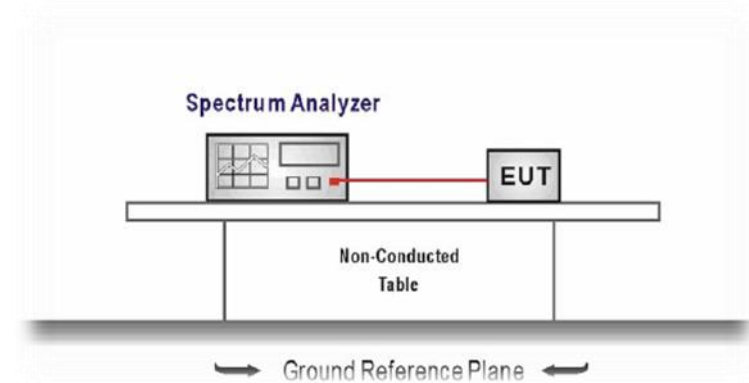 Spectrum Analyzer
EUT
Non-Conducted
Table
Ground Reference Plane